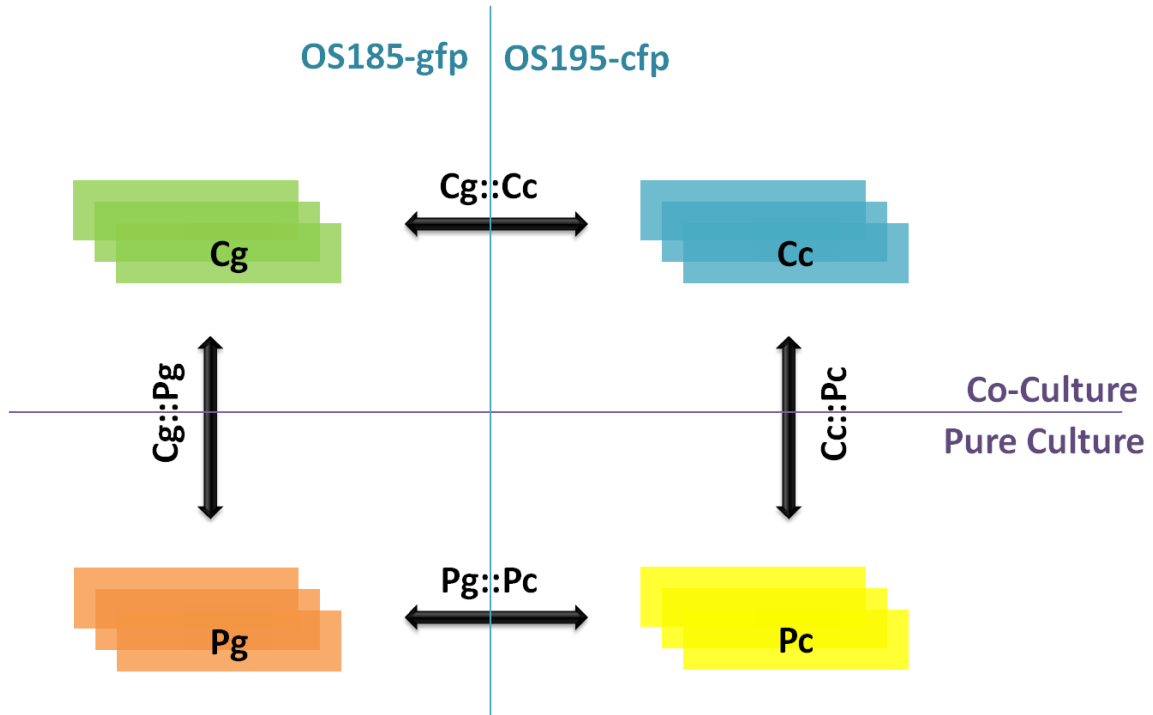 OS185-gfp
OS195-cfp
Cg::Cc
Cg
Cc
Cg::Pg
Cc::Pc
Co-Culture
Pure Culture
Pg::Pc
Pg
Pc